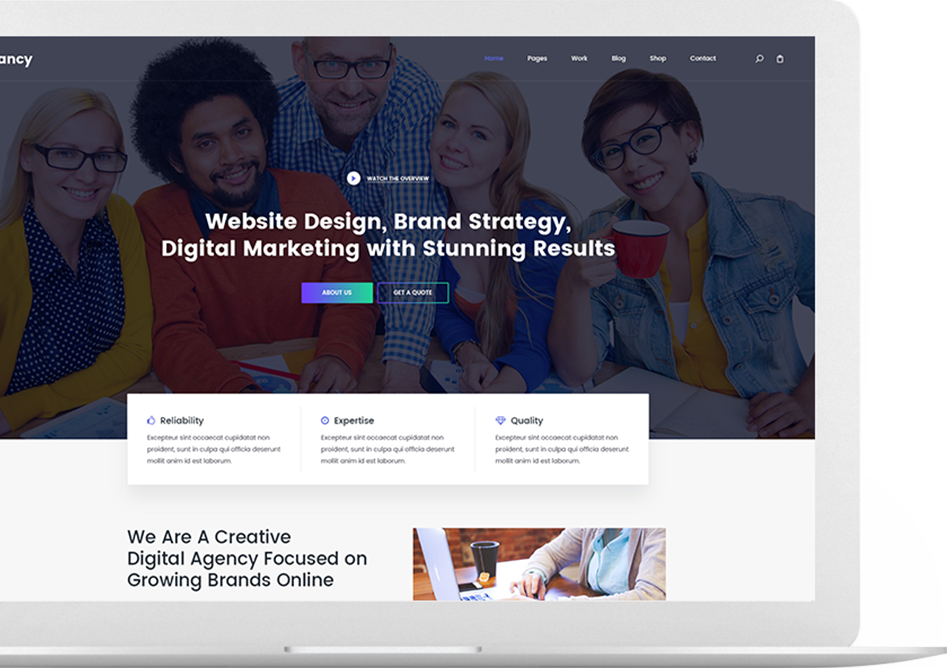 ancy
Home Pages Work Blog Shop Contact
WATCH THE OVERVIEW
Website Design, Brand Strategy,
Digital Marketing with Stunning Results
ABOUT US GET A QUOTE
Reliability
Excepteur sint occaecat cupidatat non
proident, sunt in culpa qui officia deserunt
mollit anim id est laborum.
Expertise
Excepteur sint occaecat cupidatat non
proident, sunt in culpa qui officia deserunt
mollit anim id est laborum.
Quality
Excepteur sint occaecat cupidatat non
proident, sunt in culpa qui officia deserunt
mollit anim id est laborum.
We Are A Creative
Digital Agency Focused on
Growing Brands Online